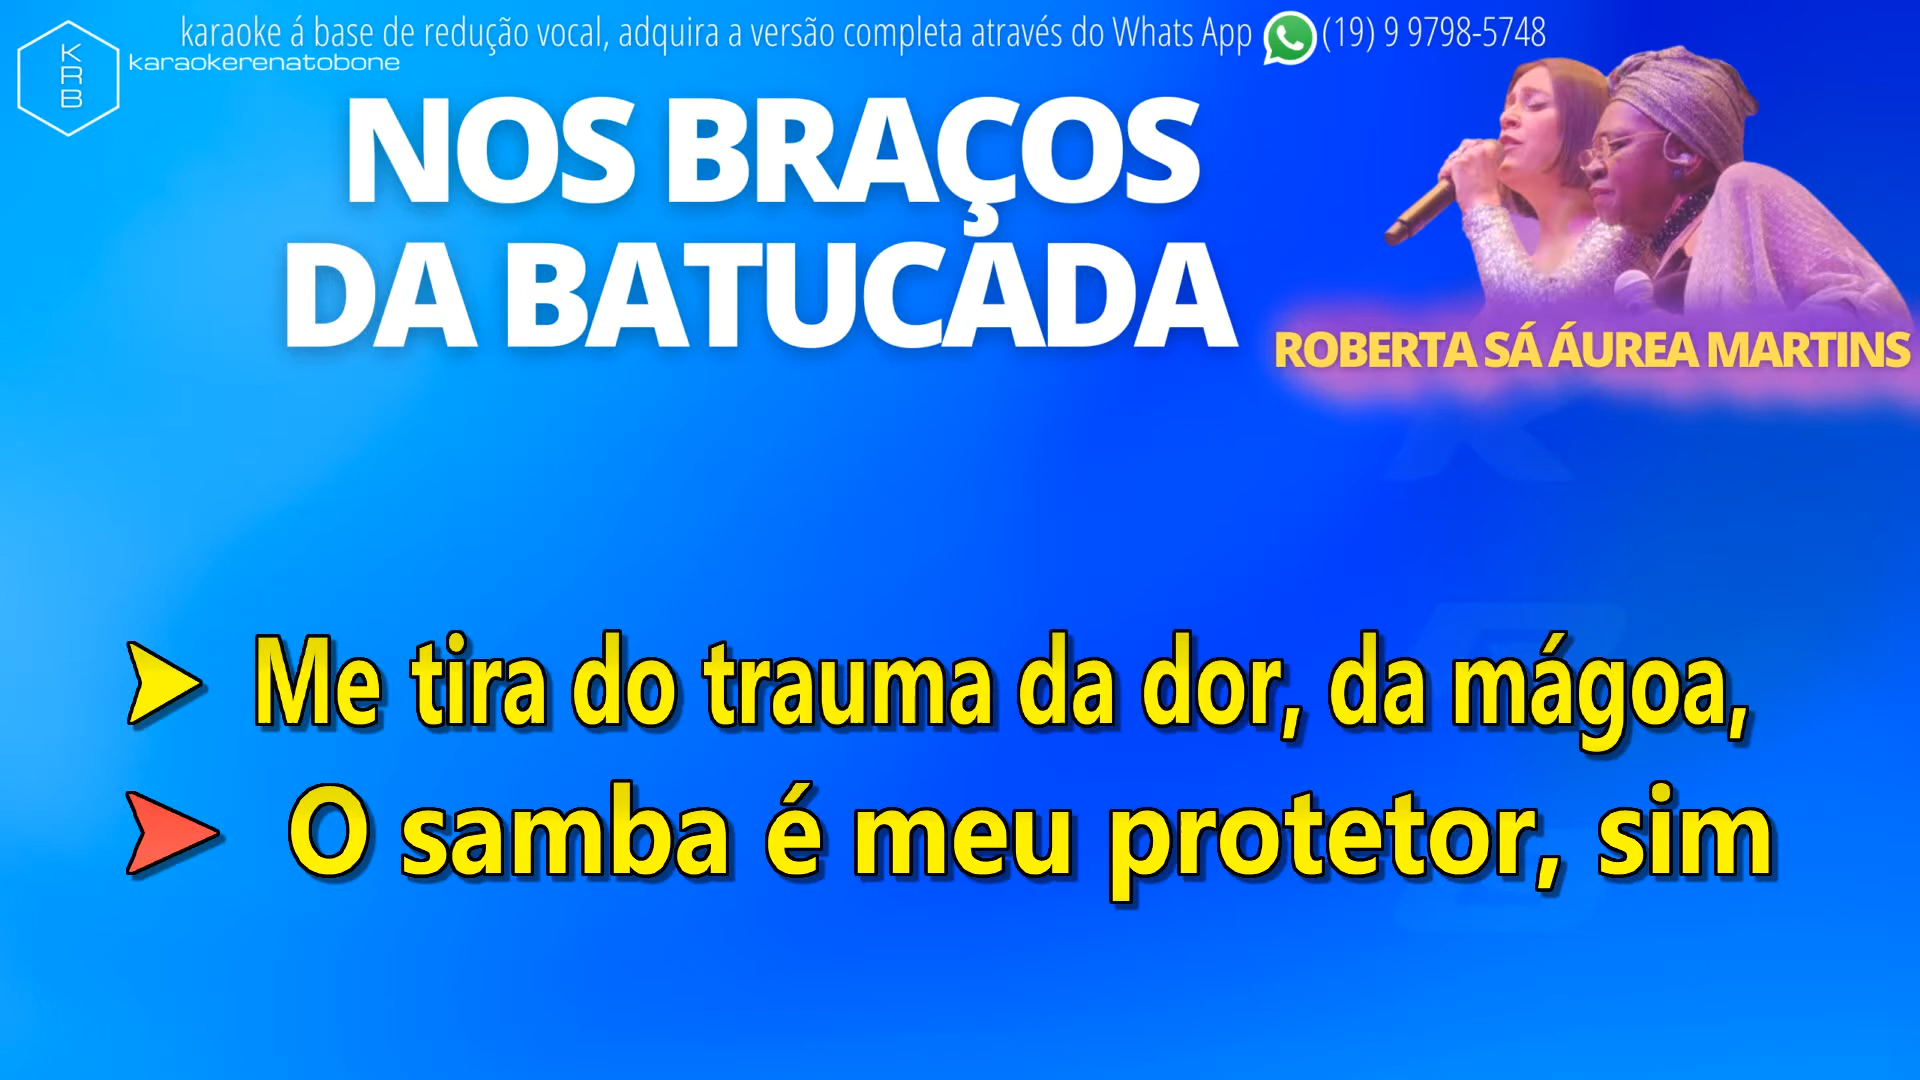 karaoke á base de redução vocal, adquira a versão completa através do Whats App (19) 9 9798-5748
KRB
karaokerenatobone
NOS BRAÇOS
DA BATUCADA
ROBERTA SÁ ÁUREA MARTINS
Me tira do trauma da dor, da mágoa,
O samba é meu protetor, sim